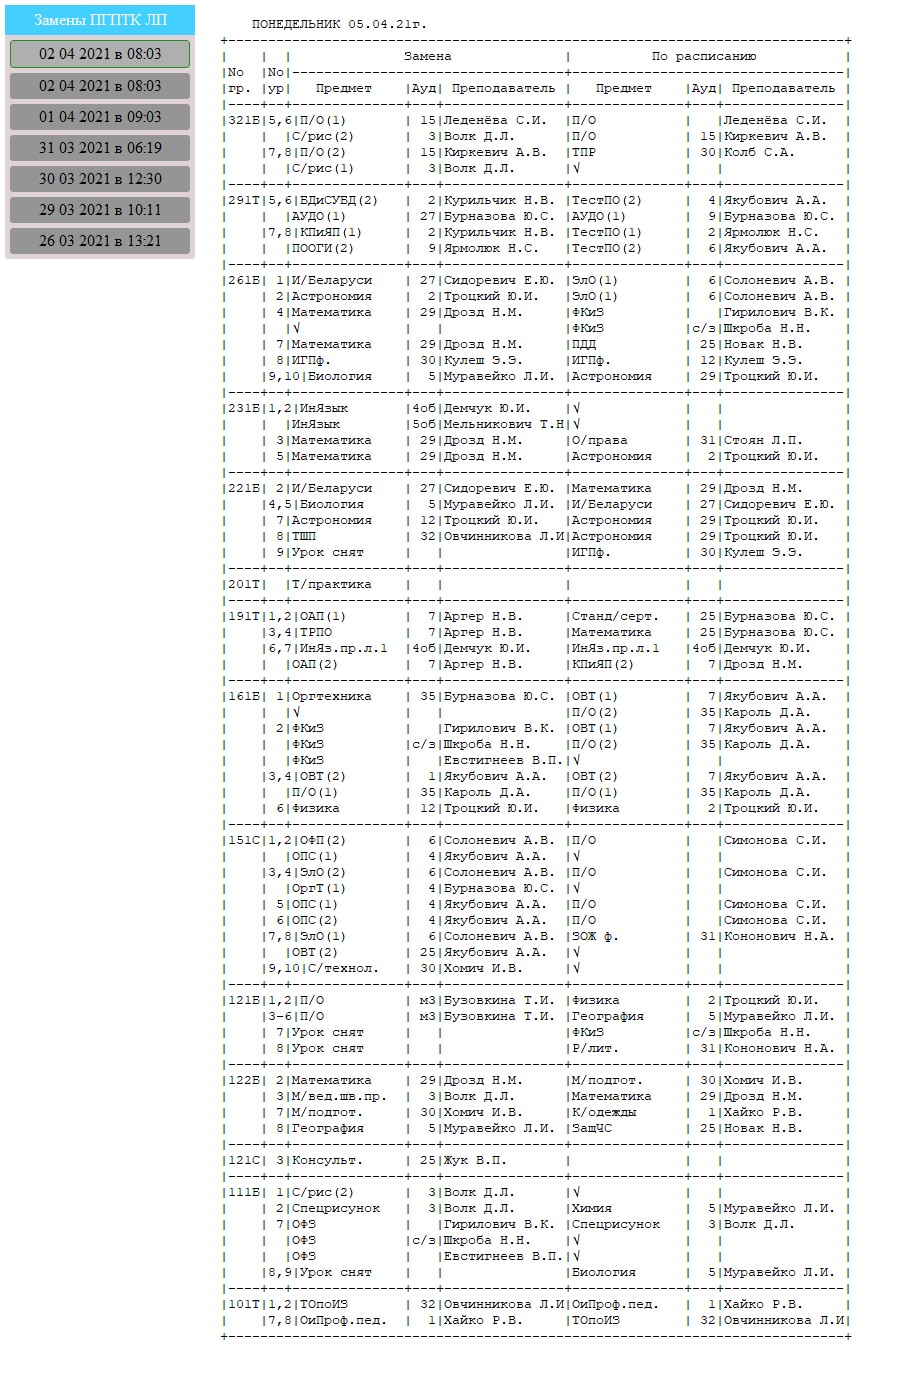 Замены ПГПТК ЛП
02 04 2021 в 08:03
02 04 2021 в 08:03
01 04 2021 в 09:03
31 03 2021 в 06:19
30 03 2021 в 12:30
29 03 2021 в 10:11
26 03 2021 в 13:21
ПОНЕДЕЛЬНИК 05.04.21г.
+-----------------------------------------------------------------------------+
|    |  |              Замена              |          По расписанию           |
|No  |No|----------------------------------+----------------------------------|
|гр. |ур|   Предмет    |Ауд| Преподаватель |   Предмет    |Ауд| Преподаватель |
|----+--+--------------+---+---------------+--------------+---+---------------|
|321Б|5,6|П/О(1)       | 15|Леденёва С.И.  |П/О           |   |Леденёва С.И.  |
|    |   |С/рис(2)     |  3|Волк Д.Л.      |П/О           | 15|Киркевич А.В.  |
|    |7,8|П/О(2)       | 15|Киркевич А.В.  |ТПР           | 30|Колб С.А.      |
|    |   |С/рис(1)     |  3|Волк Д.Л.      |√             |   |               |
|----+--+--------------+---+---------------+--------------+---+---------------|
|291Т|5,6|БДиСУБД(2)   |  2|Курильчик Н.В. |ТестПО(2)     |  4|Якубович А.А.  |
|    |  |АУДО(1)       | 27|Бурназова Ю.С. |АУДО(1)       |  9|Бурназова Ю.С. |
|    |7,8|КПиЯП(1)     |  2|Курильчик Н.В. |ТестПО(1)     |  2|Ярмолюк Н.С.   |
|    |  |ПООГИ(2)      |  9|Ярмолюк Н.С.   |ТестПО(2)     |  6|Якубович А.А.  |
|----+--+--------------+---+---------------+--------------+---+---------------|
|261Б| 1|И/Беларуси    | 27|Сидоревич Е.Ю. |ЭлО(1)        |  6|Солоневич А.В. |
|    | 2|Астрономия    |  2|Троцкий Ю.И.   |ЭлО(1)        |  6|Солоневич А.В. |
|    | 4|Математика    | 29|Дрозд Н.М.     |ФКиЗ          |   |Гирилович В.К. |
|    |  |√             |   |               |ФКиЗ          |с/з|Шкроба Н.Н.    |
|    | 7|Математика    | 29|Дрозд Н.М.     |ПДД           | 25|Новак Н.В.     |
|    | 8|ИГПф.         | 30|Кулеш Э.Э.     |ИГПф.         | 12|Кулеш Э.Э.     |
|    |9,10|Биология    |  5|Муравейко Л.И. |Астрономия    | 29|Троцкий Ю.И.   |
|----+--+--------------+---+---------------+--------------+---+---------------|
|231Б|1,2|ИнЯзык       |4об|Демчук Ю.И.    |√             |   |               |
|    |  |ИнЯзык        |5об|Мельникович Т.Н|√             |   |               |
|    | 3|Математика    | 29|Дрозд Н.М.     |О/права       | 31|Стоян Л.П.     |
|    | 5|Математика    | 29|Дрозд Н.М.     |Астрономия    |  2|Троцкий Ю.И.   |
|----+--+--------------+---+---------------+--------------+---+---------------|
|221Б| 2|И/Беларуси    | 27|Сидоревич Е.Ю. |Математика    | 29|Дрозд Н.М.     |
|    |4,5|Биология     |  5|Муравейко Л.И. |И/Беларуси    | 27|Сидоревич Е.Ю. |
|    | 7|Астрономия    | 12|Троцкий Ю.И.   |Астрономия    | 29|Троцкий Ю.И.   |
|    | 8|ТШП           | 32|Овчинникова Л.И|Астрономия    | 29|Троцкий Ю.И.   |
|    | 9|Урок снят     |   |               |ИГПф.         | 30|Кулеш Э.Э.     |
|----+--+--------------+---+---------------+--------------+---+---------------|
|201Т|  |Т/практика    |   |               |              |   |               |
|----+--+--------------+---+---------------+--------------+---+---------------|
|191Т|1,2|ОАП(1)       |  7|Аргер Н.В.     |Станд/серт.   | 25|Бурназова Ю.С. |
|    |3,4|ТРПО         |  7|Аргер Н.В.     |Математика    | 25|Бурназова Ю.С. |
|    |6,7|ИнЯз.пр.л.1  |4об|Демчук Ю.И.    |ИнЯз.пр.л.1   |4об|Демчук Ю.И.    |
|    |  |ОАП(2)        |  7|Аргер Н.В.     |КПиЯП(2)      |  7|Дрозд Н.М.     |
|----+--+--------------+---+---------------+--------------+---+---------------|
|161Б| 1|Оргтехника    | 35|Бурназова Ю.С. |ОВТ(1)        |  7|Якубович А.А.  |
|    |  |√             |   |               |П/О(2)        | 35|Кароль Д.А.    |
|    | 2|ФКиЗ          |   |Гирилович В.К. |ОВТ(1)        |  7|Якубович А.А.  |
|    |  |ФКиЗ          |с/з|Шкроба Н.Н.    |П/О(2)        | 35|Кароль Д.А.    |
|    |  |ФКиЗ          |   |Евстигнеев В.П.|√             |   |               |
|    |3,4|ОВТ(2)       |  1|Якубович А.А.  |ОВТ(2)        |  7|Якубович А.А.  |
|    |  |П/О(1)        | 35|Кароль Д.А.    |П/О(1)        | 35|Кароль Д.А.    |
|    | 6|Физика        | 12|Троцкий Ю.И.   |Физика        |  2|Троцкий Ю.И.   |
|----+--+--------------+---+---------------+--------------+---+---------------|
|151С|1,2|ОФП(2)       |  6|Солоневич А.В. |П/О           |   |Симонова С.И.  |
|    |  |ОПС(1)        |  4|Якубович А.А.  |√             |   |               |
|    |3,4|ЭлО(2)       |  6|Солоневич А.В. |П/О           |   |Симонова С.И.  |
|    |  |ОргТ(1)       |  4|Бурназова Ю.С. |√             |   |               |
|    | 5|ОПС(1)        |  4|Якубович А.А.  |П/О           |   |Симонова С.И.  |
|    | 6|ОПС(2)        |  4|Якубович А.А.  |П/О           |   |Симонова С.И.  |
|    |7,8|ЭлО(1)       |  6|Солоневич А.В. |ЗОЖ ф.        | 31|Кононович Н.А. |
|    |  |ОВТ(2)        | 25|Якубович А.А.  |√             |   |               |
|    |9,10|С/технол.   | 30|Хомич И.В.     |√             |   |               |
|----+--+--------------+---+---------------+--------------+---+---------------|
|121Б|1,2|П/О          | м3|Бузовкина Т.И. |Физика        |  2|Троцкий Ю.И.   |
|    |3-6|П/О          | м3|Бузовкина Т.И. |География     |  5|Муравейко Л.И. |
|    | 7|Урок снят     |   |               |ФКиЗ          |с/з|Шкроба Н.Н.    |
|    | 8|Урок снят     |   |               |Р/лит.        | 31|Кононович Н.А. |
|----+--+--------------+---+---------------+--------------+---+---------------|
|122Б| 2|Математика    | 29|Дрозд Н.М.     |М/подгот.     | 30|Хомич И.В.     |
|    | 3|М/вед.шв.пр.  |  3|Волк Д.Л.      |Математика    | 29|Дрозд Н.М.     |
|    | 7|М/подгот.     | 30|Хомич И.В.     |К/одежды      |  1|Хайко Р.В.     |
|    | 8|География     |  5|Муравейко Л.И. |ЗащЧС         | 25|Новак Н.В.     |
|----+--+--------------+---+---------------+--------------+---+---------------|
|121С| 3|Консульт.     | 25|Жук В.П.       |              |   |               |
|----+--+--------------+---+---------------+--------------+---+---------------|
|111Б| 1|С/рис(2)      |  3|Волк Д.Л.      |√             |   |               |
|    | 2|Спецрисунок   |  3|Волк Д.Л.      |Химия         |  5|Муравейко Л.И. |
|    | 7|ОФЗ           |   |Гирилович В.К. |Спецрисунок   |  3|Волк Д.Л.      |
|    |  |ОФЗ           |с/з|Шкроба Н.Н.    |√             |   |               |
|    |  |ОФЗ           |   |Евстигнеев В.П.|√             |   |               |
|    |8,9|Урок снят    |   |               |Биология      |  5|Муравейко Л.И. |
|----+--+--------------+---+---------------+--------------+---+---------------|
|101Т|1,2|ТОпоИЗ       | 32|Овчинникова Л.И|ОиПроф.пед.   |  1|Хайко Р.В.     |
|    |7,8|ОиПроф.пед.  |  1|Хайко Р.В.     |ТОпоИЗ        | 32|Овчинникова Л.И|
+-----------------------------------------------------------------------------+